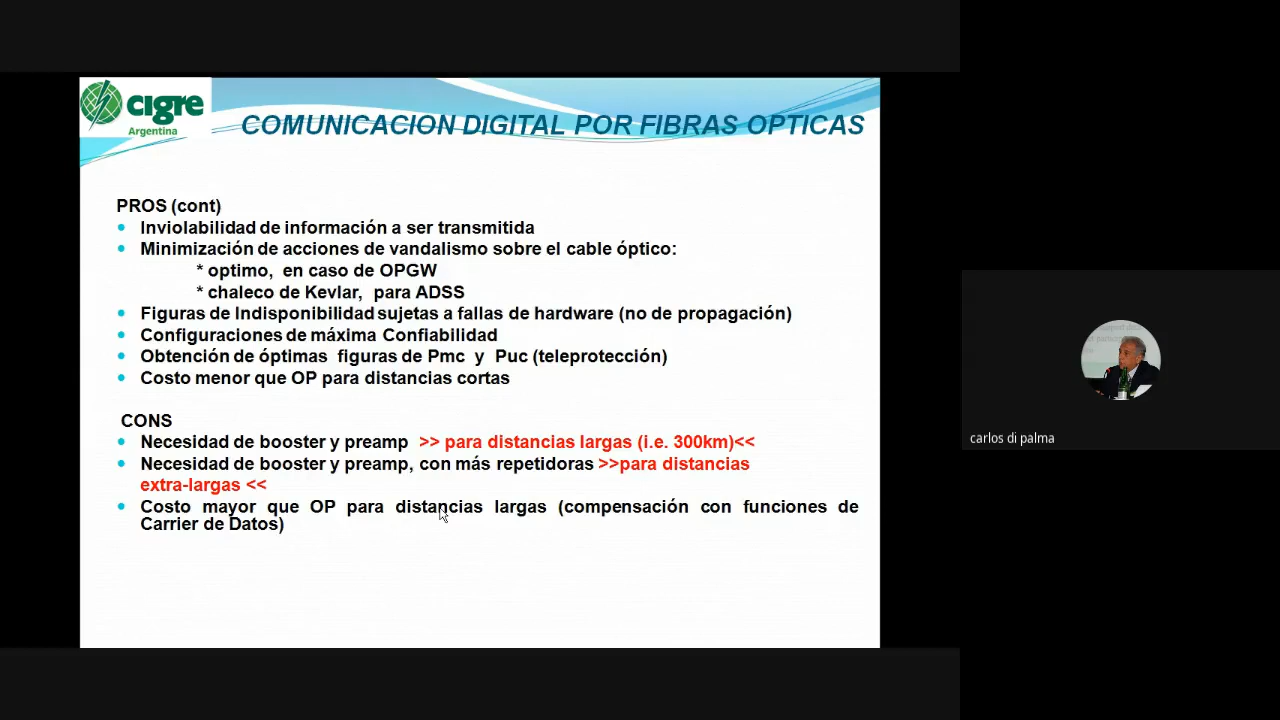 cigre
Argentina
COMUNICACION DIGITAL POR FIBRAS OPTICAS
PROS (cont)
Inviolabilidad de información a ser transmitida
Minimización de acciones de vandalismo sobre el cable óptico:
* optimo, en caso de OPGW
* chaleco de Kevlar, para ADSS
Figuras de Indisponibilidad sujetas a fallas de hardware (no de propagación)
Configuraciones de máxima Confiabilidad
Obtención de óptimas figuras de Pmc y Puc (teleprotección)
Costo menor que OP para distancias cortas
CONS
Necesidad de booster y preamp >> para distancias largas (i.e. 300km)<<
Necesidad de booster y preamp, con más repetidoras >>para distancias
extra-largas <<
Costo mayor que OP para distancias largas (compensación con funciones de
Carrier de Datos)
carlos di palma